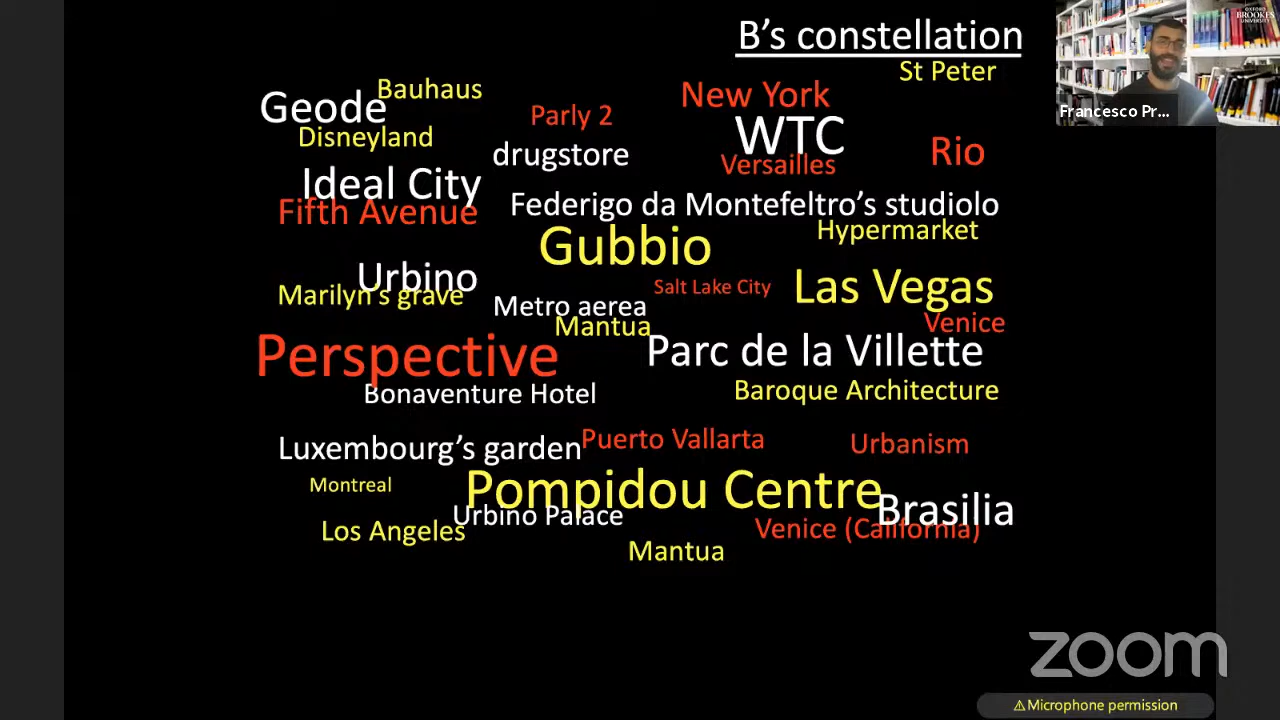 B's constellation
St Peter
OXFORD
BROOKES
UNIVERSITY
Francesco Pr...
Bauhaus
Geode
New York
Parly 2
Disneyland
WTC
drugstore
Versailles
Rio
Ideal City
Fifth Avenue
Federigo da Montefeltro's studiolo
Hypermarket
Gubbio
Urbino
Marilyn's grave
Salt Lake City
Las Vegas
Metro aerea
Mantua
Venice
Perspective
Parc de la Villette
Bonaventure Hotel
Baroque Architecture
Luxembourg's garden
Puerto Vallarta
Urbanism
Montreal
Pompidou Centre
Brasilia
Urbino Palace
Los Angeles
Venice (California)
Mantua
zoom
⚠Microphone permission